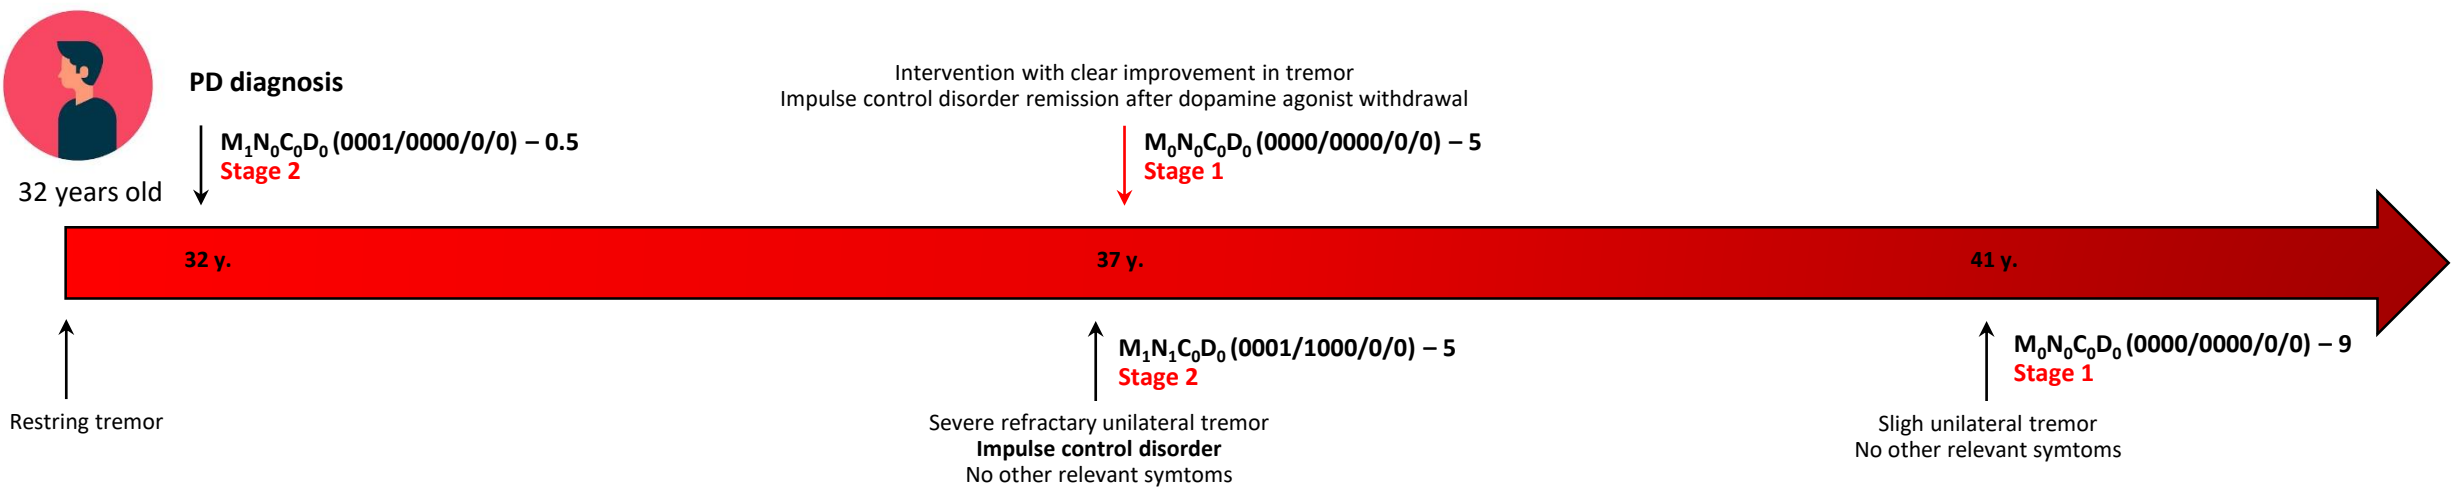 PD diagnosis
M₁N₀C₀D₀ (0001/0000/0/0) – 0.5
Stage 2
32 years old
Intervention with clear improvement in tremor
Impulse control disorder remission after dopamine agonist withdrawal
M₀N₀C₀D₀ (0000/0000/0/0) – 5
Stage 1
32 y.
37 y.
41 y.
Restring tremor
M₁N₁C₀D₀ (0001/1000/0/0) – 5
Stage 2
Severe refractary unilateral tremor
Impulse control disorder
No other relevant symtoms
M₀N₀C₀D₀ (0000/0000/0/0) – 9
Stage 1
Sligh unilateral tremor
No other relevant symtoms